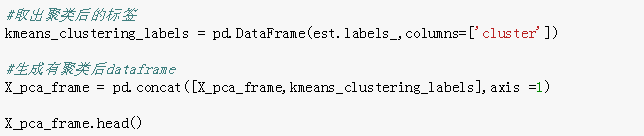 #取出聚类后的标签
kmeans_clustering_labels = pd.DataFrame(est.labels_,columns=['cluster'])
#生成有聚类后dataframe
X_pca_frame = pd.concat([X_pca_frame,kmeans_clustering_labels],axis =1)
X_pca_frame.head()